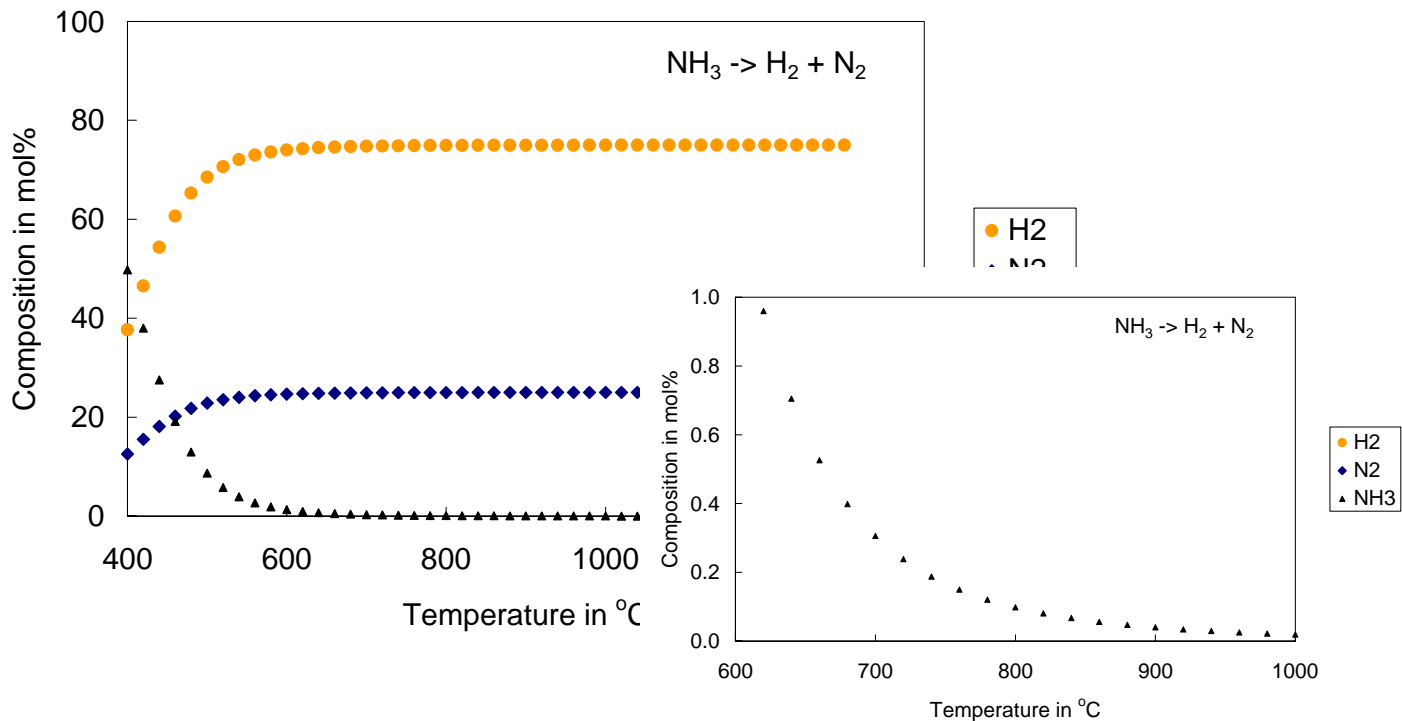 100
80
60
40
20
0
Composition in mol%
NH₃ -> H₂ + N₂
400
600
800
1000
Temperature in °C
H2
1.0
0.8
0.6
0.4
0.2
0.0
Composition in mol%
NH₃ -> H₂ + N₂
600
700
800
900
1000
Temperature in °C
H2
N2
NH3